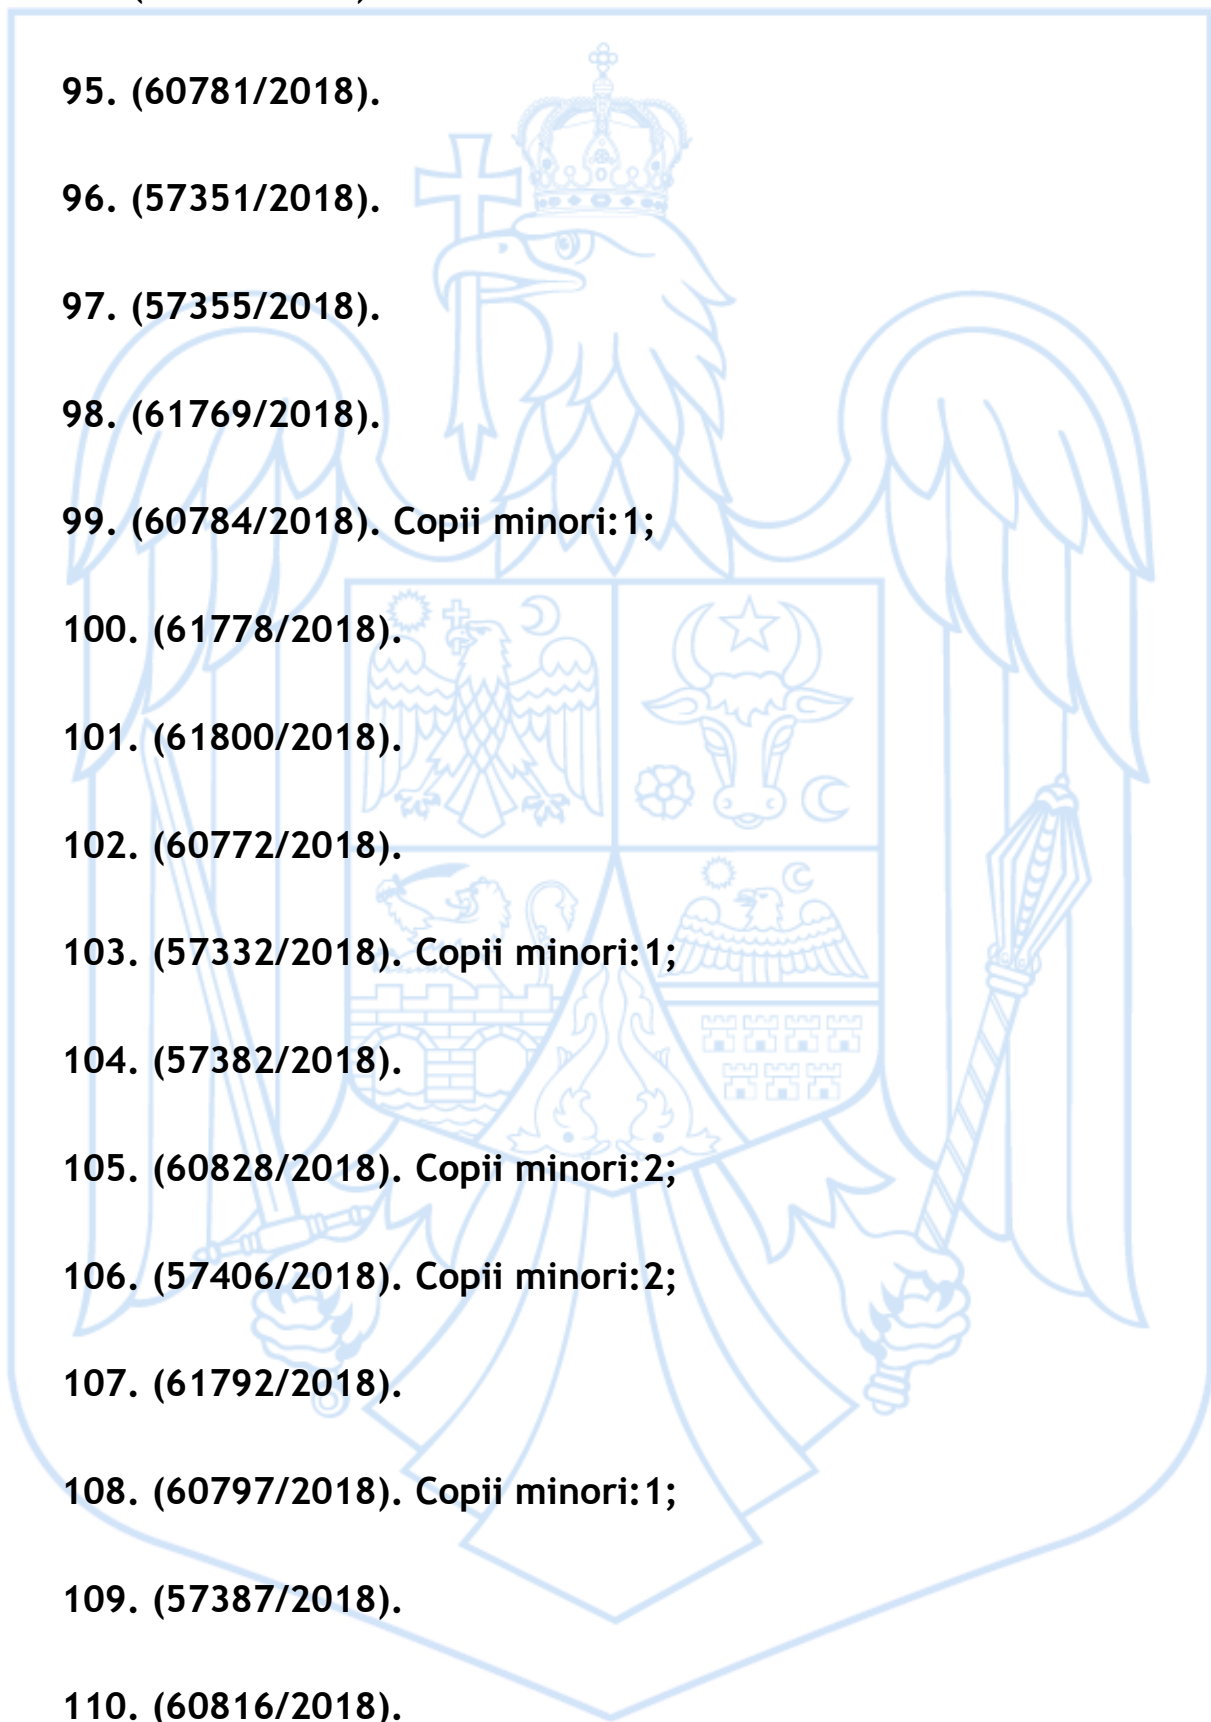 95. (60781/2018).
96. (57351/2018).
97. (57355/2018).
98. (61769/2018).
99. (60784/2018). Copii minori:1;
100. (61778/2018).
101. (61800/2018).
102. (60772/2018).
103. (57332/2018). Copii minori:1;
104. (57382/2018).
105. (60828/2018). Copii minori:2;
106. (57406/2018). Copii minori:2;
107. (61792/2018).
108. (60797/2018). Copii minori:1;
109. (57387/2018).
110. (60816/2018).